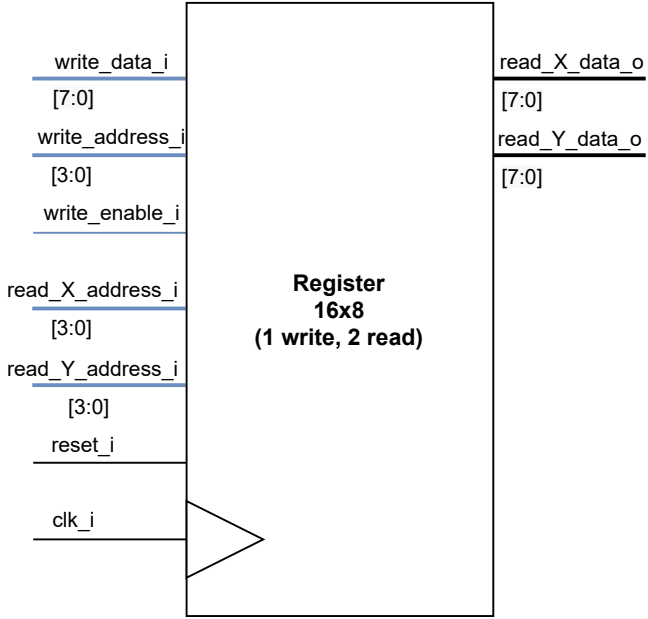 write_data_i
[7:0]
write_address_i
[3:0]
write_enable_i
read_X_address_i
[3:0]
read_Y_address_i
[3:0]
reset_i
clk_i
Register
16x8
(1 write, 2 read)
read_X_data_o
[7:0]
read_Y_data_o
[7:0]